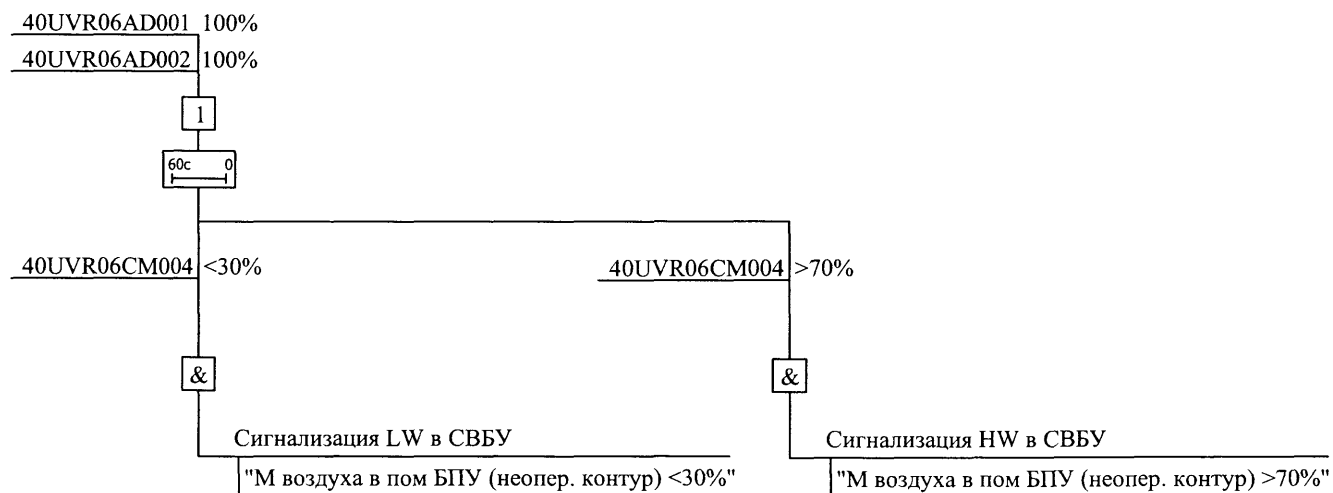 40UVR06AD001 100%
40UVR06AD002 100%
1
60с 0
40UVR06CM004 <30%
40UVR06CM004 >70%
&
&
Сигнализация LW в СВБУ
Сигнализация HW в СВБУ
"М воздуха в пом БПУ (неопер. контур) <30%"
"М воздуха в пом БПУ (неопер. контур) >70%"